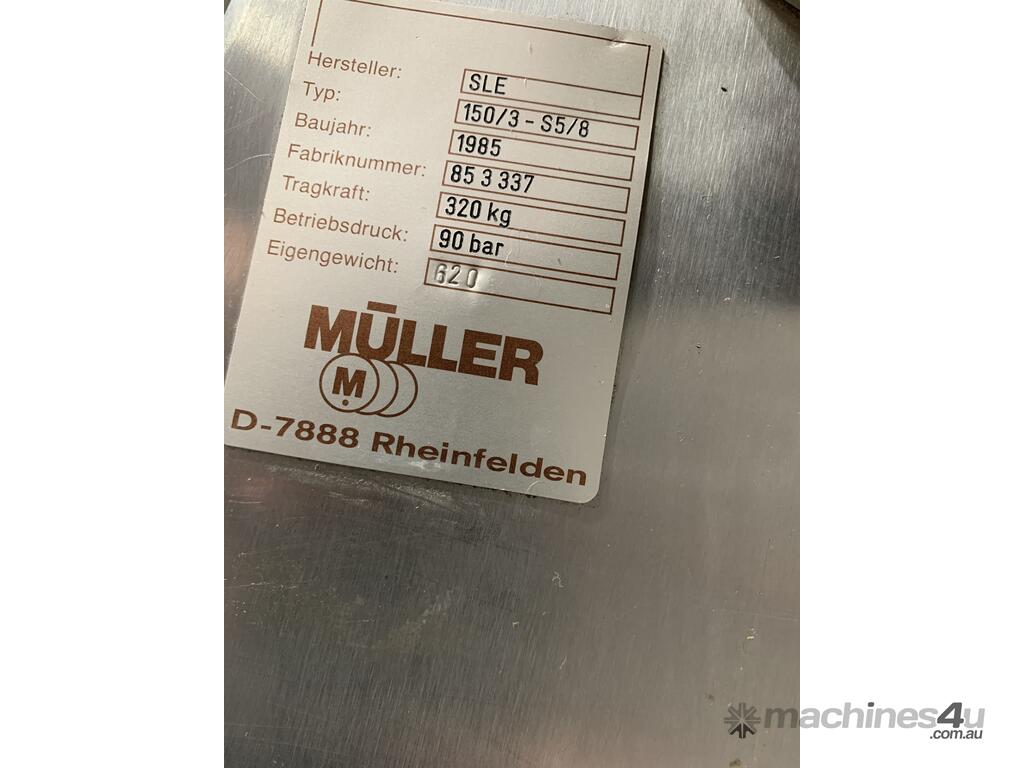 Hersteller: SLE
Typ: 150/3 - S5/8
Baujahr: 1985
Fabriknummer: 85 3 337
Tragkraft: 320 kg
Betriebsdruck: 90 bar
Eigengewicht: 620
MÜLLER
M
D-7888 Rheinfelden
machines4u
.com.au